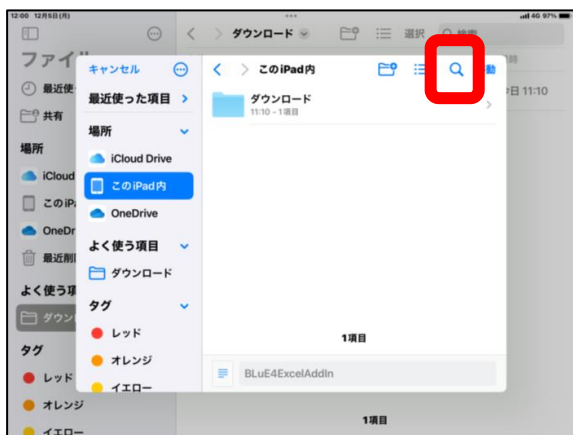 12:00 12月5日(月)
4G 97%
ダウンロード
選択
ファイ
最近使
共有
場所
iCloud
このiPa
OneDr
最近削
よく使う項
ダウン
タグ
レッド
オレンジ
イエロー
キャンセル
最近使った項目
場所
iCloud Drive
このiPad内
OneDrive
よく使う項目
ダウンロード
タグ
レッド
オレンジ
イエロー
このiPad内
動
ダウンロード
11:10 - 1項目
日 11:10
1項目
BLuE4ExcelAddIn
1項目